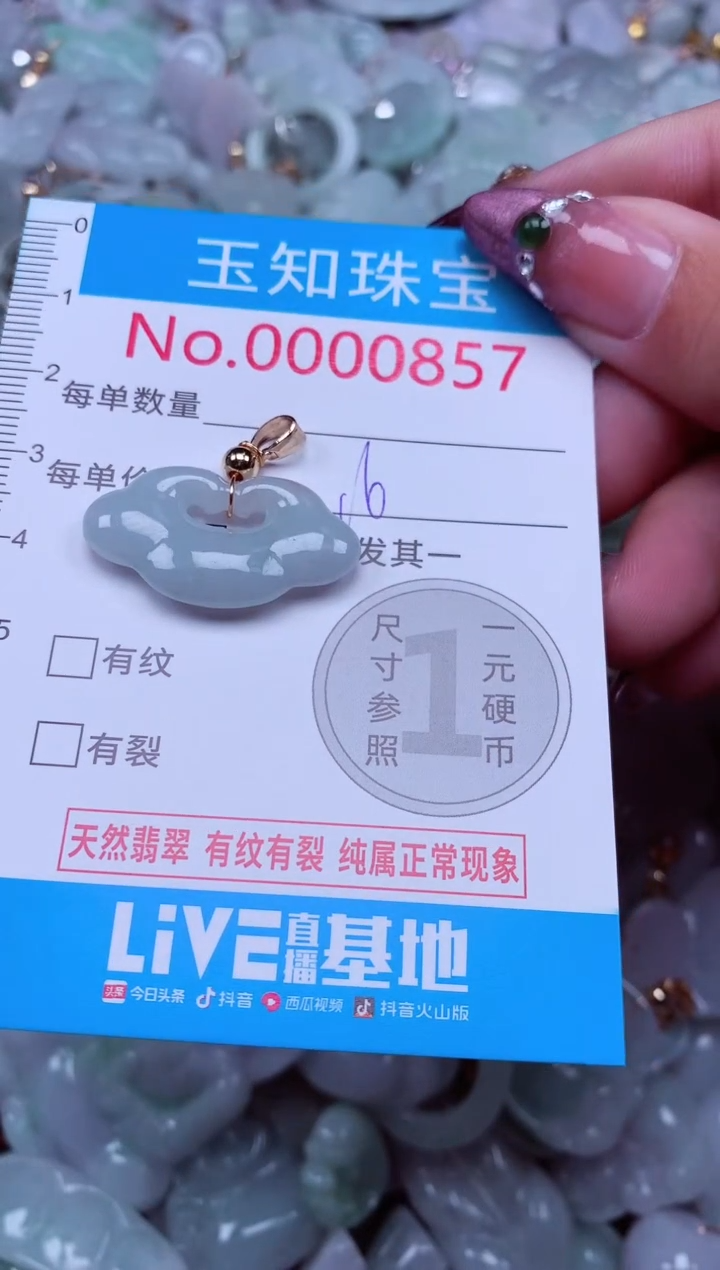 玉知珠宝
No.0000857
0
1
2
3
4
5
每单数量
每单价
发其一
尺寸参照
1
一元硬币
有纹
有裂
天然翡翠 有纹有裂 纯属正常现象
LiVE直播基地
头条 今日头条 抖音 西瓜视频 抖音火山版